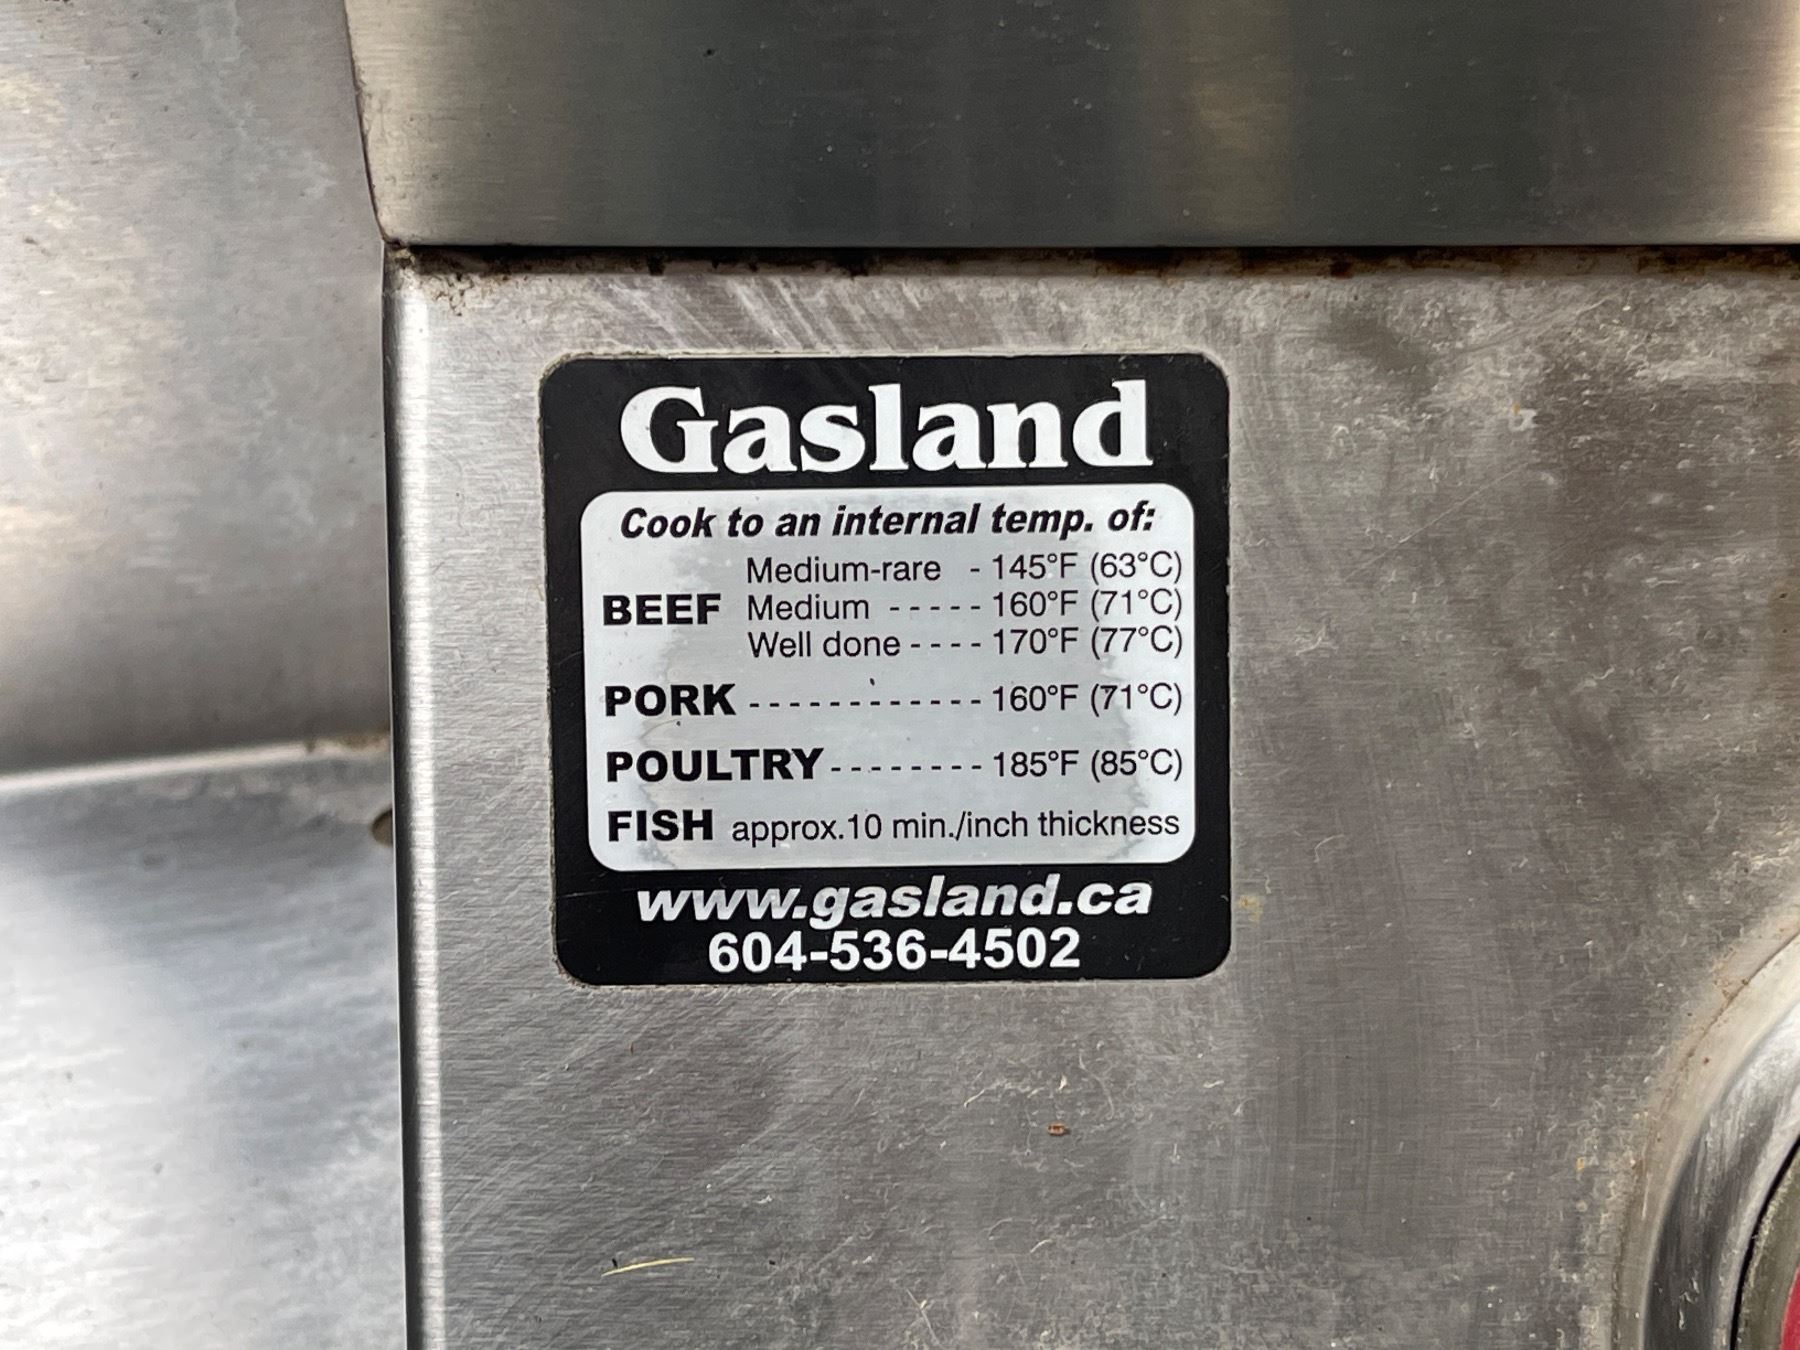 Gasland
Cook to an internal temp. of:
Medium-rare - 145°F (63°C)
BEEF Medium ----- 160°F (71°C)
Well done ---- 170°F (77°C)
PORK ------------ 160°F (71°C)
POULTRY -------- 185°F (85°C)
FISH approx.10 min./inch thickness
www.gasland.ca
604-536-4502